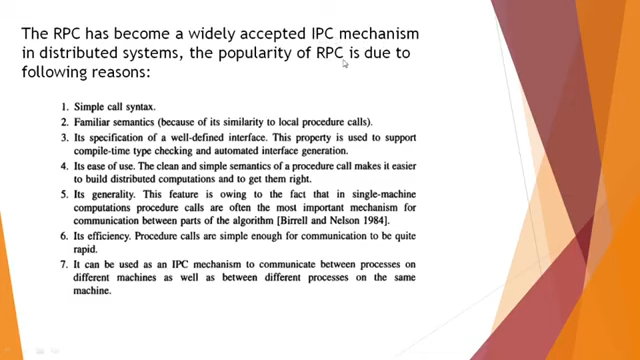 The RPC has become a widely accepted IPC mechanism
in distributed systems, the popularity of RPC is due to
following reasons:
1. Simple call syntax.
2. Familiar semantics (because of its similarity to local procedure calls).
3. Its specification of a well-defined interface. This property is used to support
compile-time type checking and automated interface generation.
4. Its ease of use. The clean and simple semantics of a procedure call makes it easier
to build distributed computations and to get them right.
5. Its generality. This feature is owing to the fact that in single-machine
computations procedure calls are often the most important mechanism for
communication between parts of the algorithm [Birrell and Nelson 1984].
6. Its efficiency. Procedure calls are simple enough for communication to be quite
rapid.
7. It can be used as an IPC mechanism to communicate between processes on
different machines as well as between different processes on the same
machine.